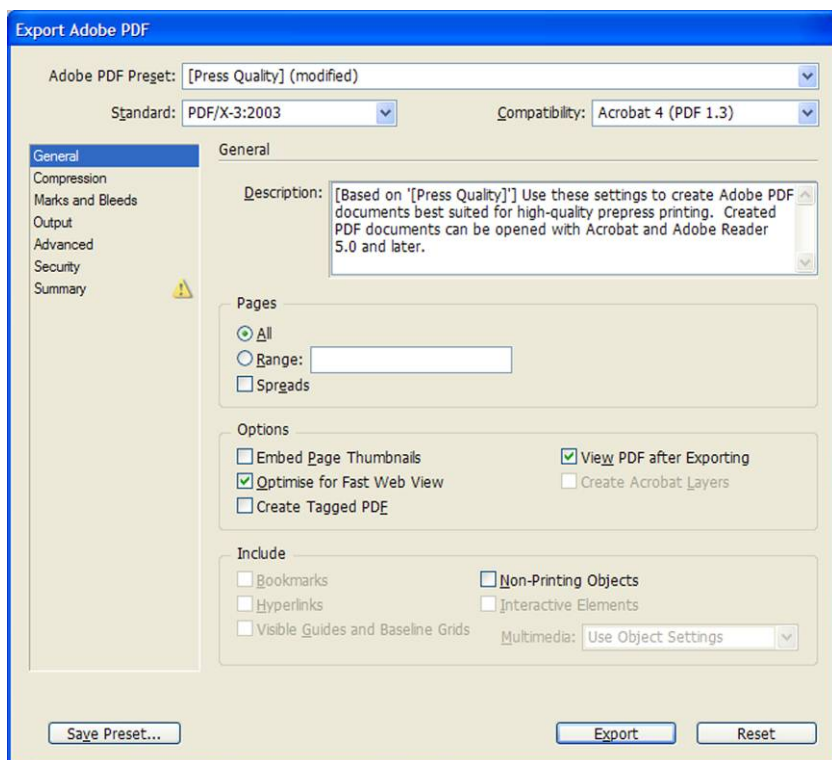 Export Adobe PDF
Adobe PDF Preset: [Press Quality] (modified)
Standard: PDF/X-3:2003 Compatibility: Acrobat 4 (PDF 1.3)
General
Compression
Marks and Bleeds
Output
Advanced
Security
Summary
General
Description: [Based on '[Press Quality]'] Use these settings to create Adobe PDF
documents best suited for high-quality prepress printing. Created
PDF documents can be opened with Acrobat and Adobe Reader
5.0 and later.
Pages
All
Range:
Spreads
Options
Embed Page Thumbnails
Optimise for Fast Web View
Create Tagged PDF
View PDF after Exporting
Create Acrobat Layers
Include
Bookmarks
Hyperlinks
Visible Guides and Baseline Grids
Non-Printing Objects
Interactive Elements
Multimedia: Use Object Settings
Save Preset... Export Reset